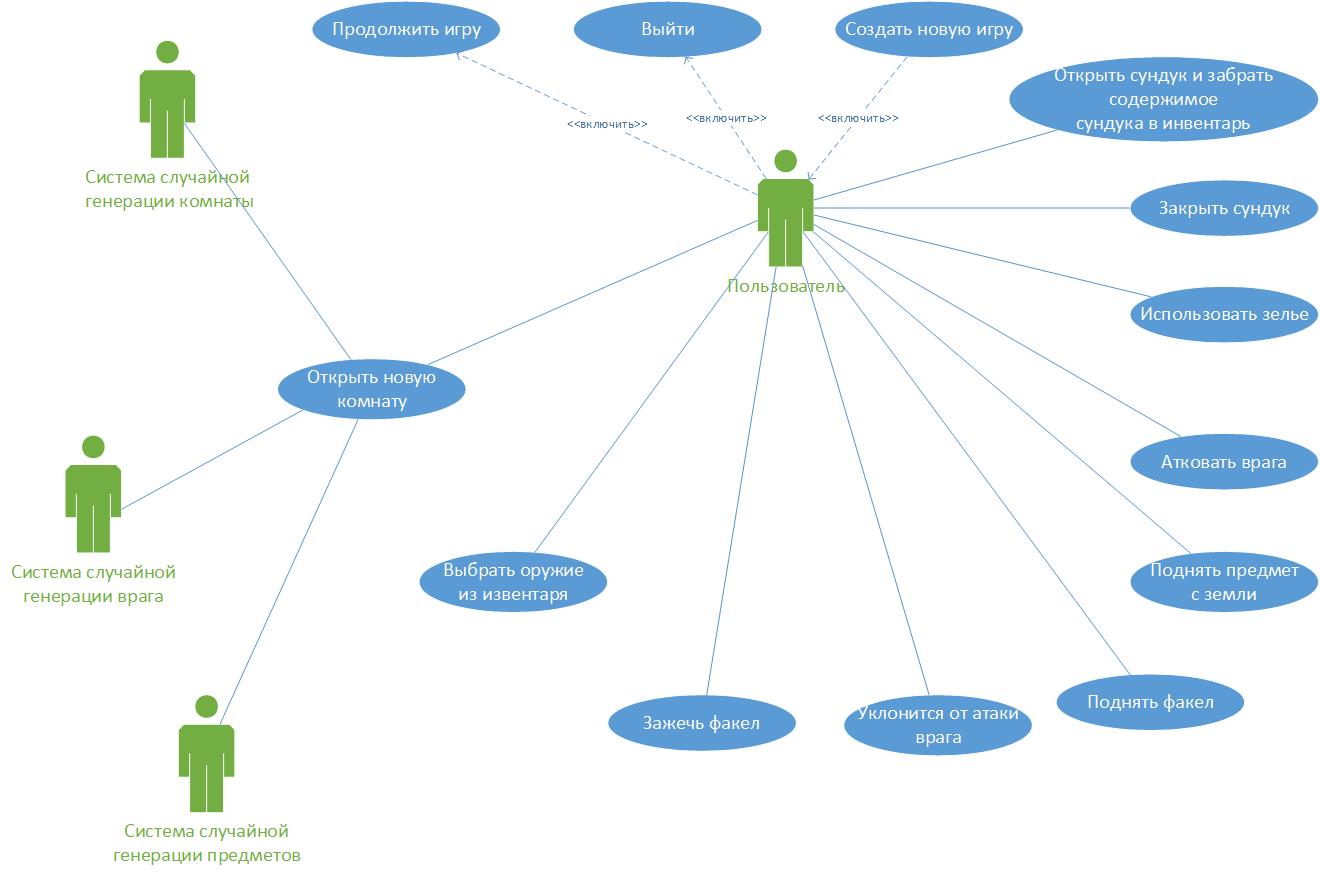 Продолжить игру
Выйти
Создать новую игру
Открыть сундук и забрать
содержимое
сундука в инвентарь
<<включить>>
<<включить>>
<<включить>>
Система случайной
генерации комнаты
Закрыть сундук
Пользователь
Использовать зелье
Открыть новую
комнату
Атковать врага
Система случайной
генерации врага
Выбрать оружие
из извентаря
Поднять предмет
с земли
Зажечь факел
Уклонится от атаки
врага
Поднять факел
Система случайной
генерации предметов